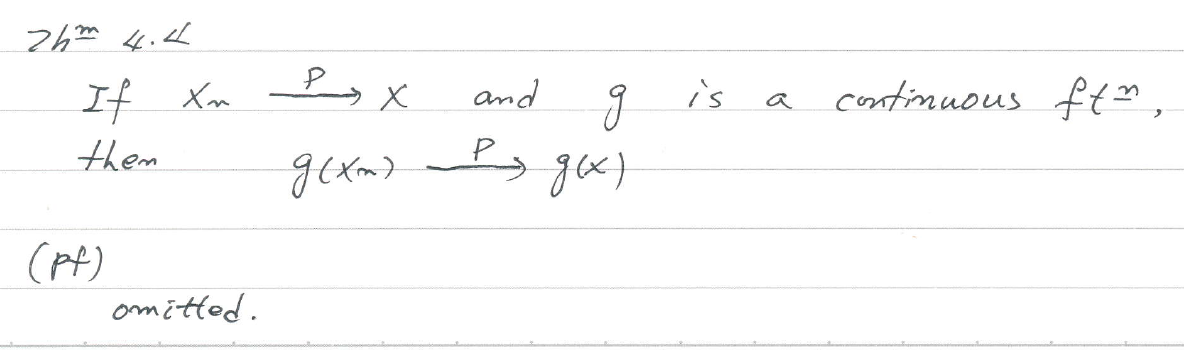 Thm 4.4
If Xn P→ X and g is a continuous ftn,
then g(Xn) P→ g(X)
(pf)
omitted.